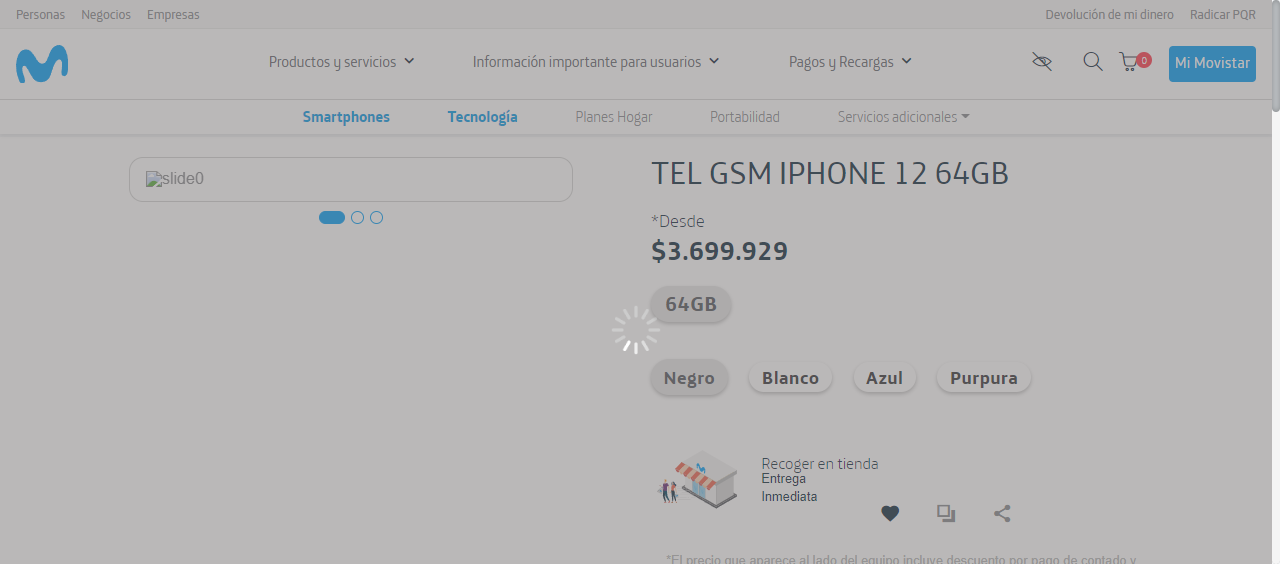 Personas Negocios Empresas Devolución de mi dinero Radicar PQR
Productos y servicios Información importante para usuarios Pagos y Recargas 0 Mi Movistar
Smartphones Tecnología Planes Hogar Portabilidad Servicios adicionales
slide0
TEL GSM IPHONE 12 64GB
*Desde
$3.699.929
64GB
Negro Blanco Azul Purpura
Recoger en tienda
Entrega
Inmediata
*El precio que aparece al lado del equipo incluye descuento por pago de contado y